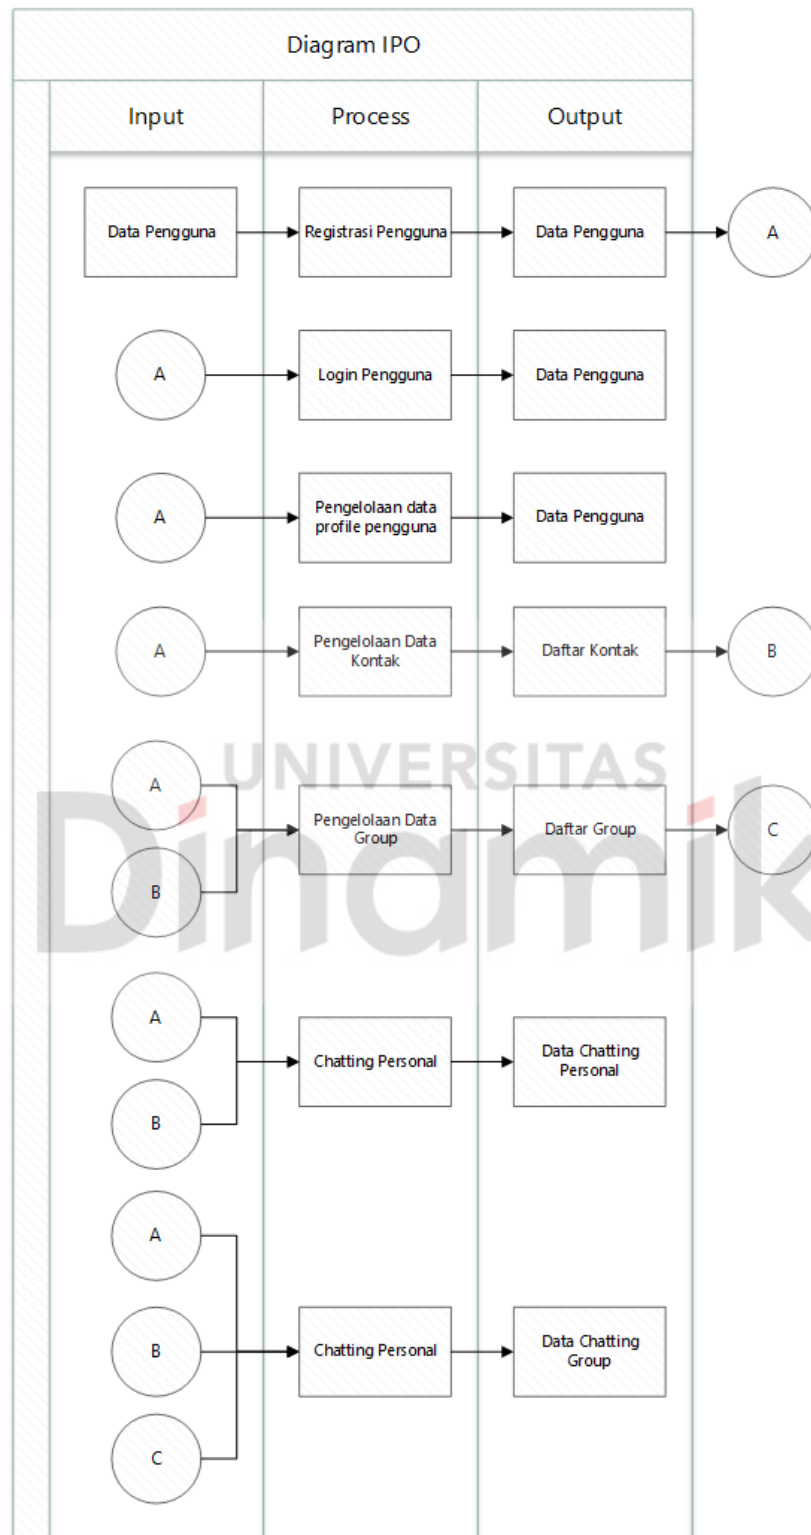 Diagram IPO
Input Process Output
Data Pengguna Registrasi Pengguna Data Pengguna A
A Login Pengguna Data Pengguna
A Pengelolaan data
profile pengguna Data Pengguna
A Pengelolaan Data
Kontak Daftar Kontak B
UNIVERSITAS
Dinamik
A
B
Pengelolaan Data
Group Daftar Group C
A
B
Chatting Personal Data Chatting
Personal
A
B
C
Chatting Personal Data Chatting
Group